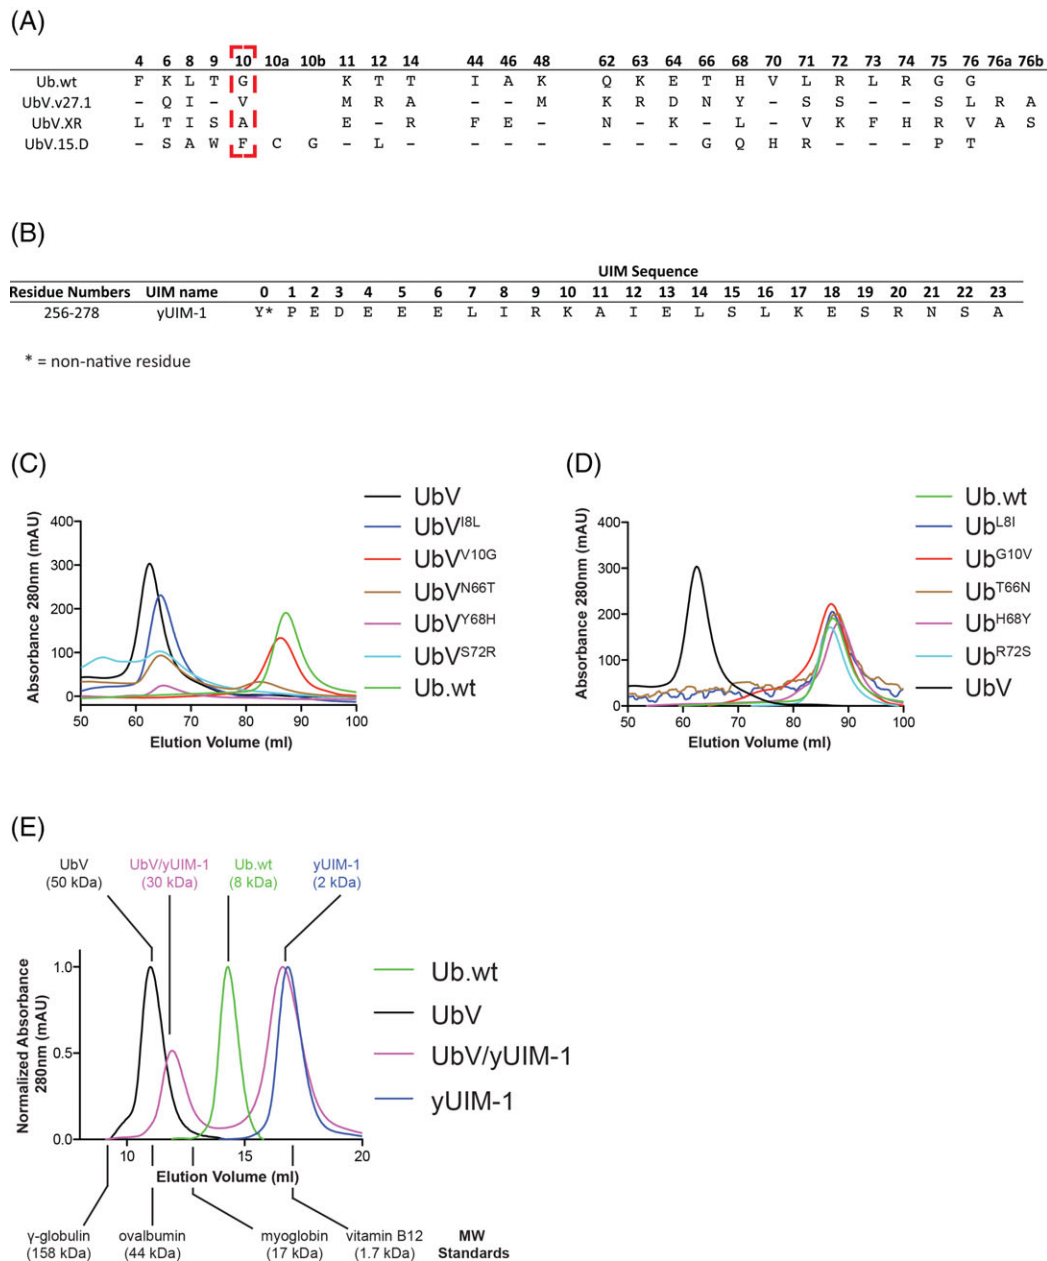 (A)
4 6 8 9 10 10a 10b 11 12 14 44 46 48 62 63 64 66 68 70 71 72 73 74 75 76 76a 76b
Ub.wt F K L T G K T T I A K Q K E T H V L R L R G G
UbV.v27.1 - Q I - V M R A - - M K R D N Y - S S - - S L R A
UbV.XR L T I S A E - R F E - N - K - L - V K F H R V A S
UbV.15.D - S A W F C G - L - - - - - - - G Q H R - - - P T
(B)
UIM Sequence
Residue Numbers UIM name 0 1 2 3 4 5 6 7 8 9 10 11 12 13 14 15 16 17 18 19 20 21 22 23
256-278 yUIM-1 Y* P E D E E E L I R K A I E L S L K E S R N S A
* = non-native residue
(C)
Absorbance 280nm (mAU)
400
300
200
100
0
50 60 70 80 90 100
Elution Volume (ml)
UbV
UbV^I8L
UbV^V10G
UbV^N66T
UbV^Y68H
UbV^S72R
Ub.wt
(D)
Absorbance 280nm (mAU)
400
300
200
100
0
50 60 70 80 90 100
Elution Volume (ml)
Ub.wt
Ub^L8I
Ub^G10V
Ub^T66N
Ub^H68Y
Ub^R72S
UbV
(E)
UbV UbV/yUIM-1 Ub.wt yUIM-1
(50 kDa) (30 kDa) (8 kDa) (2 kDa)
Normalized Absorbance
280nm (mAU)
1.0
0.5
0.0
10 15 20
Elution Volume (ml)
Ub.wt
UbV
UbV/yUIM-1
yUIM-1
γ-globulin ovalbumin myoglobin vitamin B12 MW
(158 kDa) (44 kDa) (17 kDa) (1.7 kDa) Standards